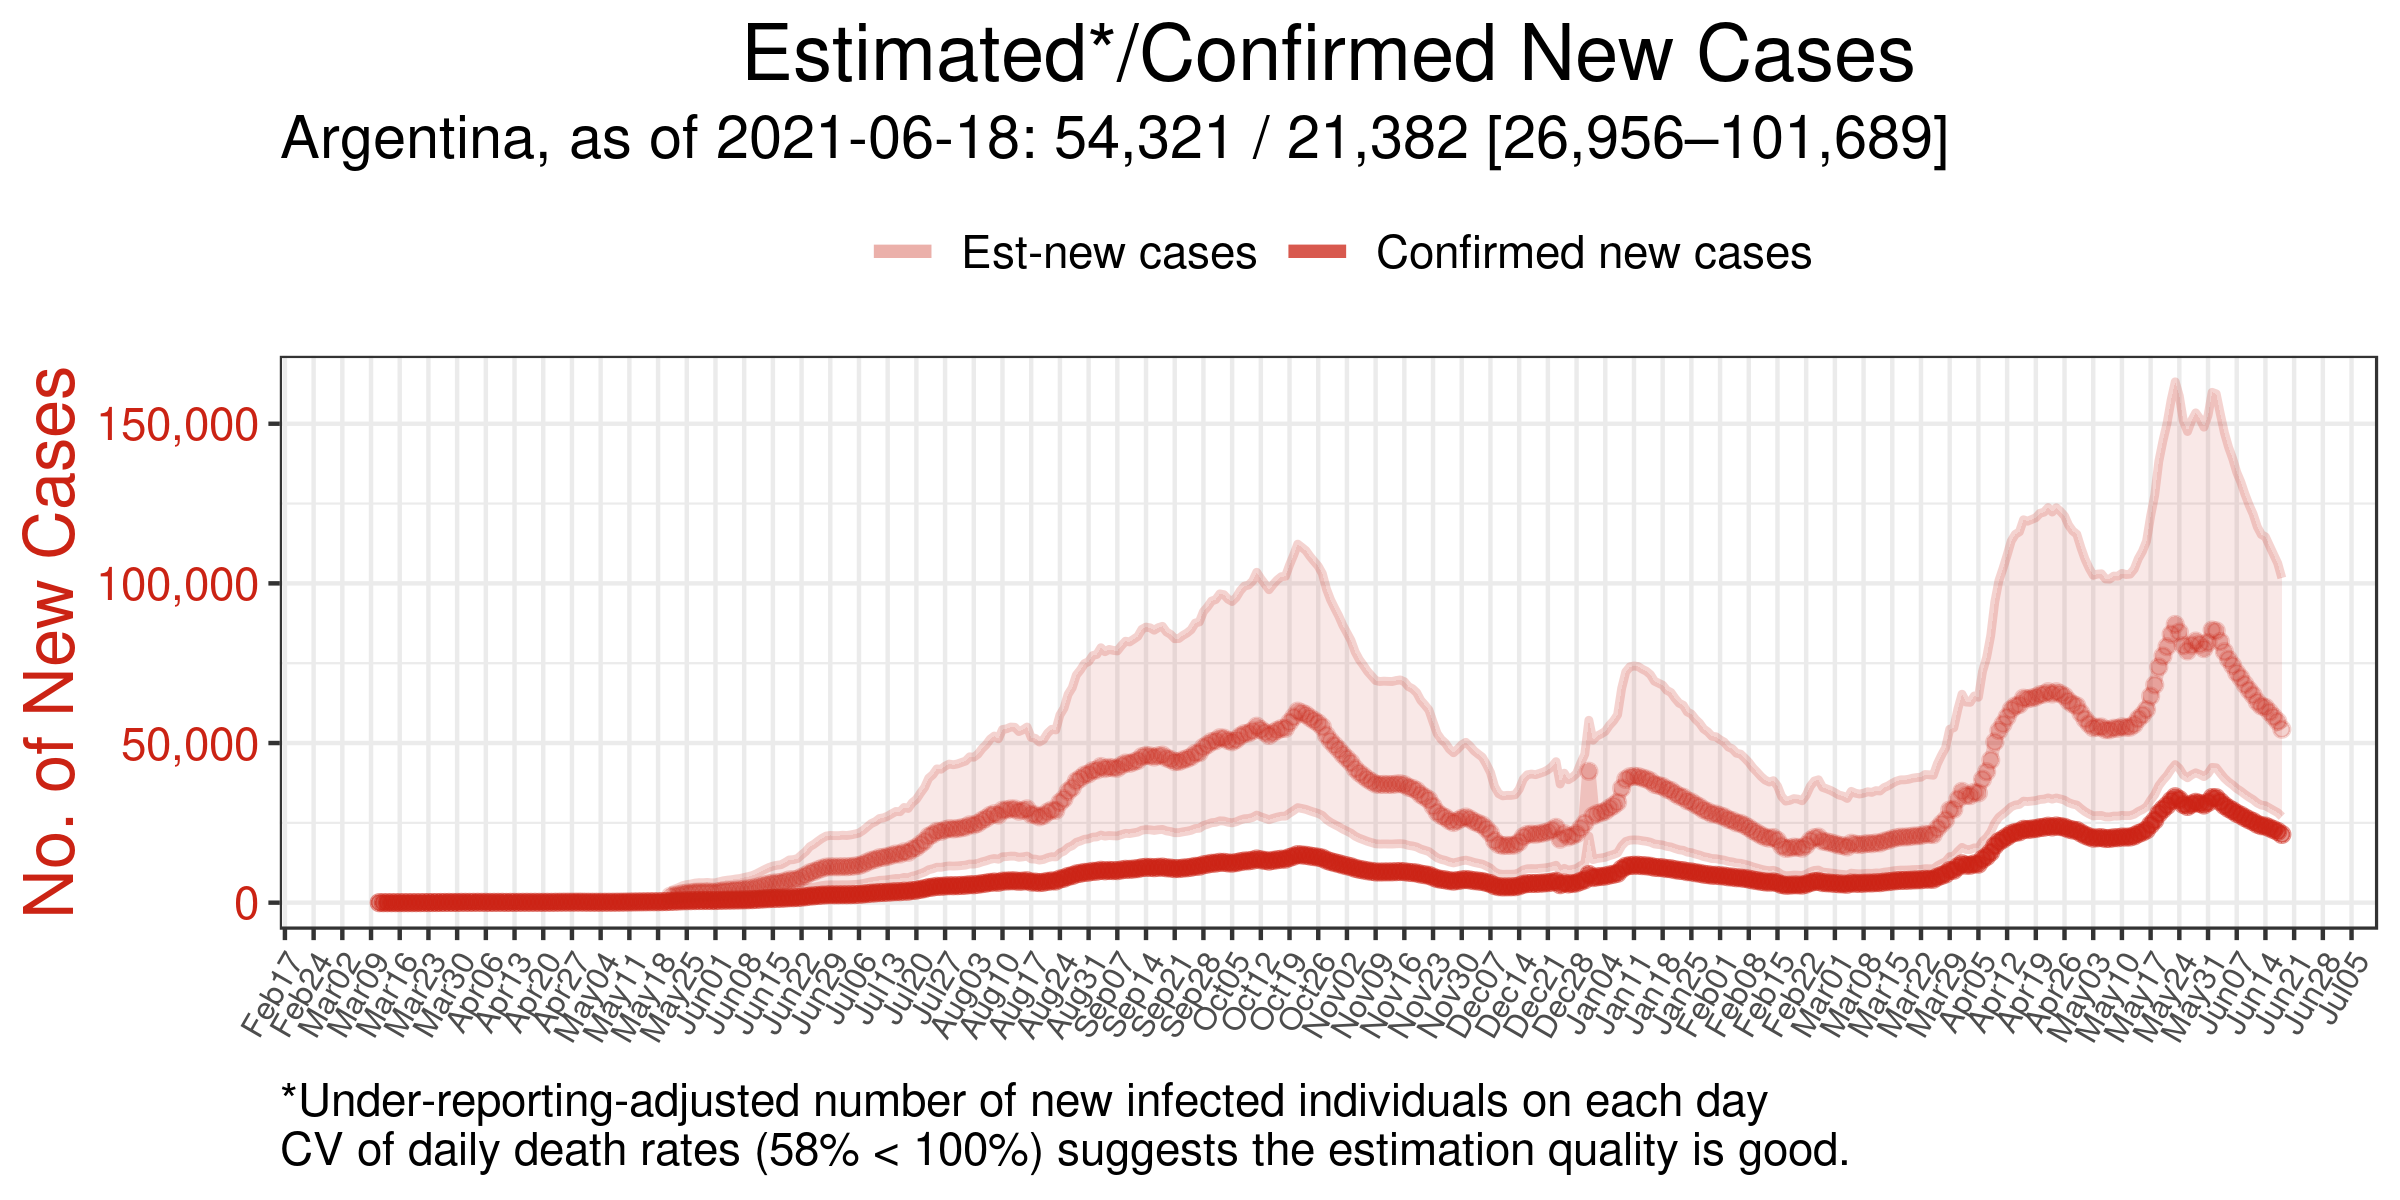 Estimated*/Confirmed New Cases
Argentina, as of 2021-06-18: 54,321 / 21,382 [26,956–101,689]
Est-new cases
Confirmed new cases
No. of New Cases
150,000
100,000
50,000
0
Feb17
Feb24
Mar02
Mar09
Mar16
Mar23
Mar30
Apr06
Apr13
Apr20
Apr27
May04
May11
May18
May25
Jun01
Jun08
Jun15
Jun22
Jun29
Jul06
Jul13
Jul20
Jul27
Aug03
Aug10
Aug17
Aug24
Aug31
Sep07
Sep14
Sep21
Sep28
Oct05
Oct12
Oct19
Oct26
Nov02
Nov09
Nov16
Nov23
Nov30
Dec07
Dec14
Dec21
Dec28
Jan04
Jan11
Jan18
Jan25
Feb01
Feb08
Feb15
Feb22
Mar01
Mar08
Mar15
Mar22
Mar29
Apr05
Apr12
Apr19
Apr26
May03
May10
May17
May24
May31
Jun07
Jun14
Jun21
Jun28
Jul05
*Under-reporting-adjusted number of new infected individuals on each day
CV of daily death rates (58% < 100%) suggests the estimation quality is good.